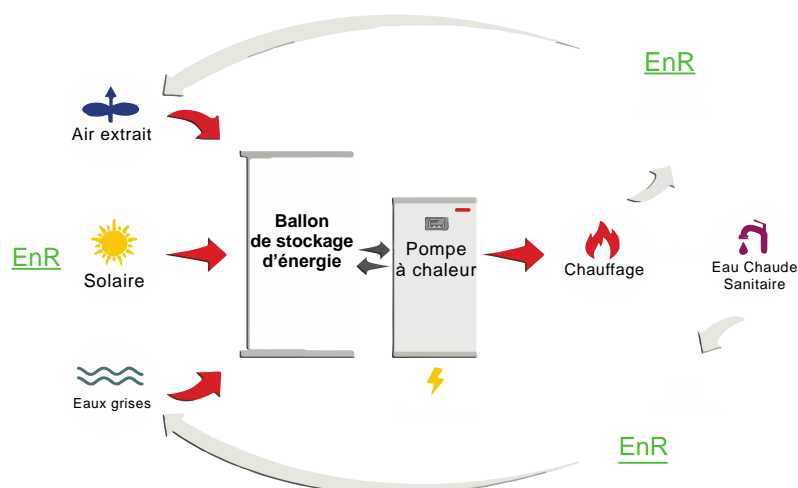 EnR
Air extrait
Ballon
de stockage
d'énergie
Pompe
à chaleur
EnR
Solaire
Chauffage
Eau Chaude
Sanitaire
Eaux grises
EnR